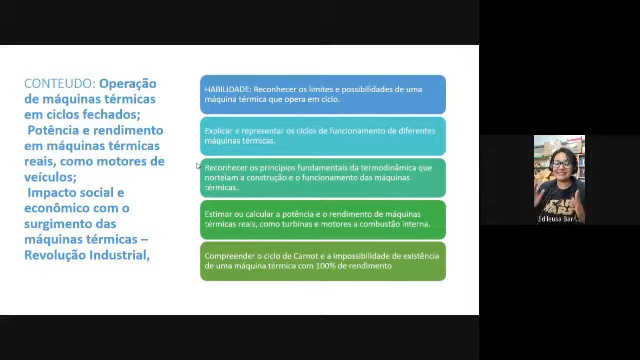 CONTEUDO: Operação
de máquinas térmicas
em ciclos fechados;
Potência e rendimento
em máquinas térmicas
reais, como motores de
veículos;
Impacto social e
econômico com o
surgimento das
máquinas térmicas –
Revolução Industrial,
HABILIDADE: Reconhecer os limites e possibilidades de uma
máquina térmica que opera em ciclo.
Explicar e representar os ciclos de funcionamento de diferentes
máquinas térmicas.
Reconhecer os princípios fundamentais da termodinâmica que
norteiam a construção e o funcionamento das máquinas
térmicas.
Estimar ou calcular a potência e o rendimento de máquinas
térmicas reais, como turbinas e motores a combustão interna.
Compreender o ciclo de Carnot e a impossibilidade de existência
de uma máquina térmica com 100% de rendimento